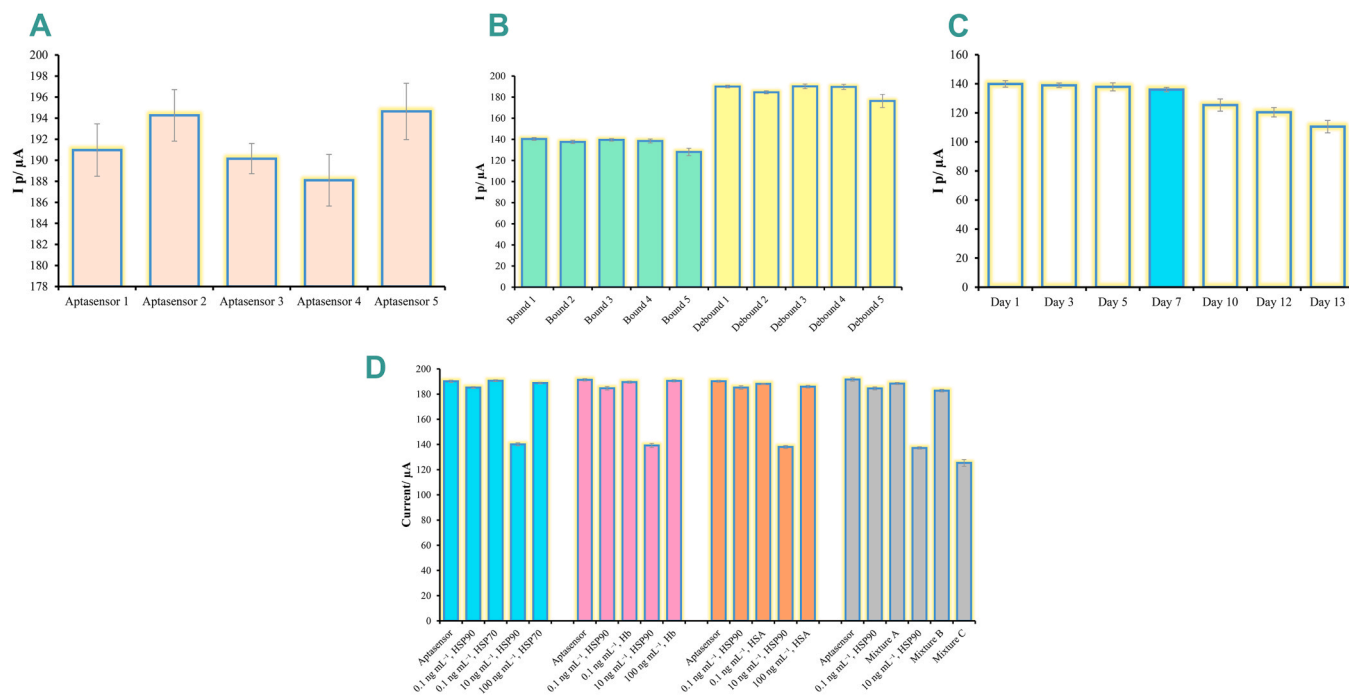 A
I p/ µA
200
198
196
194
192
190
188
186
184
182
180
178
Aptasensor 1
Aptasensor 2
Aptasensor 3
Aptasensor 4
Aptasensor 5
B
I p/ µA
200
180
160
140
120
100
80
60
40
20
0
Bound 1
Bound 2
Bound 3
Bound 4
Bound 5
Debound 1
Debound 2
Debound 3
Debound 4
Debound 5
C
I p/ µA
160
140
120
100
80
60
40
20
0
Day 1
Day 3
Day 5
Day 7
Day 10
Day 12
Day 13
D
Current/ µA
200
180
160
140
120
100
80
60
40
20
0
Aptasensor
0.1 ng mL⁻¹, HSP90
0.1 ng mL⁻¹, HSP70
10 ng mL⁻¹, HSP90
100 ng mL⁻¹, HSP70
Aptasensor
0.1 ng mL⁻¹, HSP90
0.1 ng mL⁻¹, Hb
10 ng mL⁻¹, HSP90
100 ng mL⁻¹, Hb
Aptasensor
0.1 ng mL⁻¹, HSP90
0.1 ng mL⁻¹, HSA
10 ng mL⁻¹, HSP90
100 ng mL⁻¹, HSA
Aptasensor
0.1 ng mL⁻¹, HSP90
Mixture A
10 ng mL⁻¹, HSP90
Mixture B
Mixture C